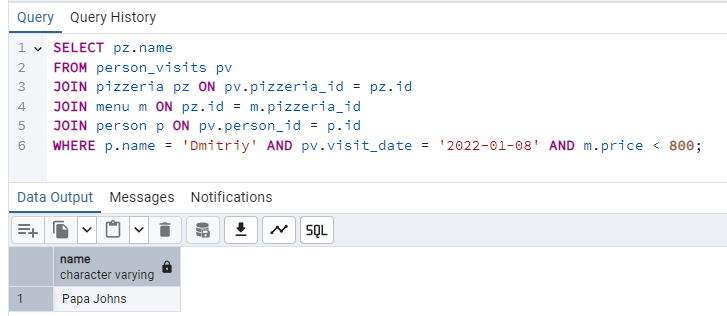 Query Query History
1 SELECT pz.name
2 FROM person_visits pv
3 JOIN pizzeria pz ON pv.pizzeria_id = pz.id
4 JOIN menu m ON pz.id = m.pizzeria_id
5 JOIN person p ON pv.person_id = p.id
6 WHERE p.name = 'Dmitriy' AND pv.visit_date = '2022-01-08' AND m.price < 800;
Data Output Messages Notifications
SQL
name
character varying
1 Papa Johns